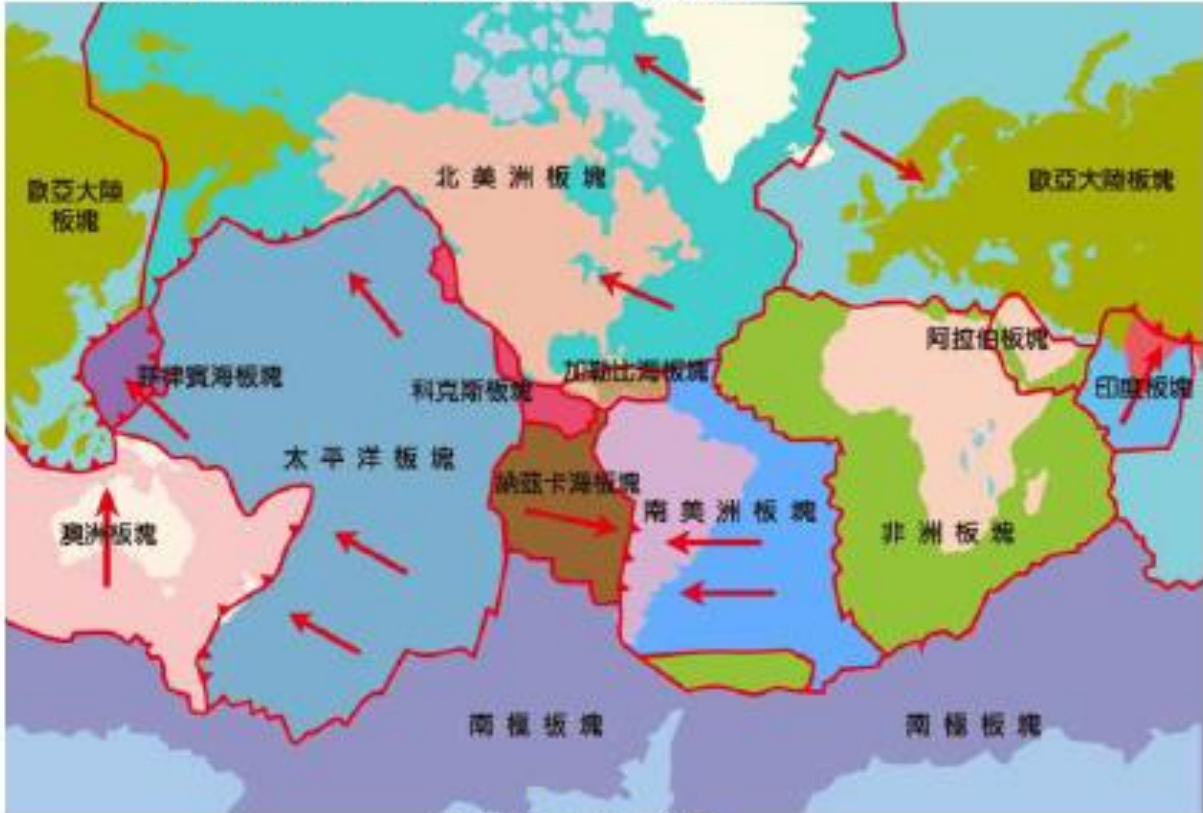 北美洲板塊
歐亞大陸
板塊
歐亞大陸板塊
阿拉伯板塊
菲律賓海板塊
科克斯板塊
加勒比海板塊
印度板塊
太平洋板塊
納茲卡海板塊
南美洲板塊
澳洲板塊
非洲板塊
南極板塊
南極板塊